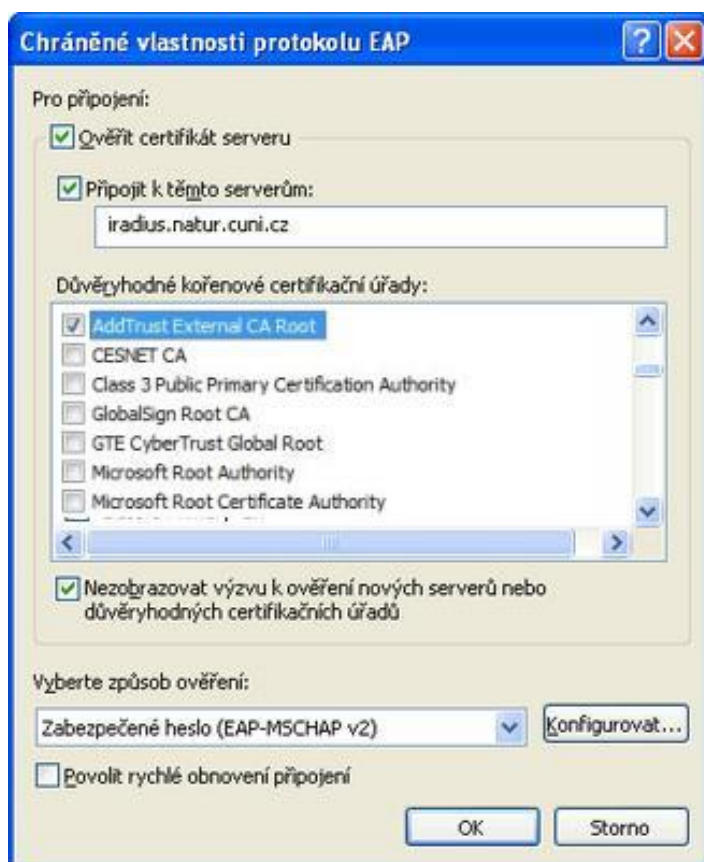 Chráněné vlastnosti protokolu EAP
Pro připojení:
Ověřit certifikát serveru
Připojit k těmto serverům:
iradius.natur.cuni.cz
Důvěryhodné kořenové certifikační úřady:
AddTrust External CA Root
CESNET CA
Class 3 Public Primary Certification Authority
GlobalSign Root CA
GTE CyberTrust Global Root
Microsoft Root Authority
Microsoft Root Certificate Authority
Nezobrazovat výzvu k ověření nových serverů nebo
důvěryhodných certifikačních úřadů
Vyberte způsob ověření:
Zabezpečené heslo (EAP-MSCHAP v2)
Konfigurovat...
Povolit rychlé obnovení připojení
OK
Storno